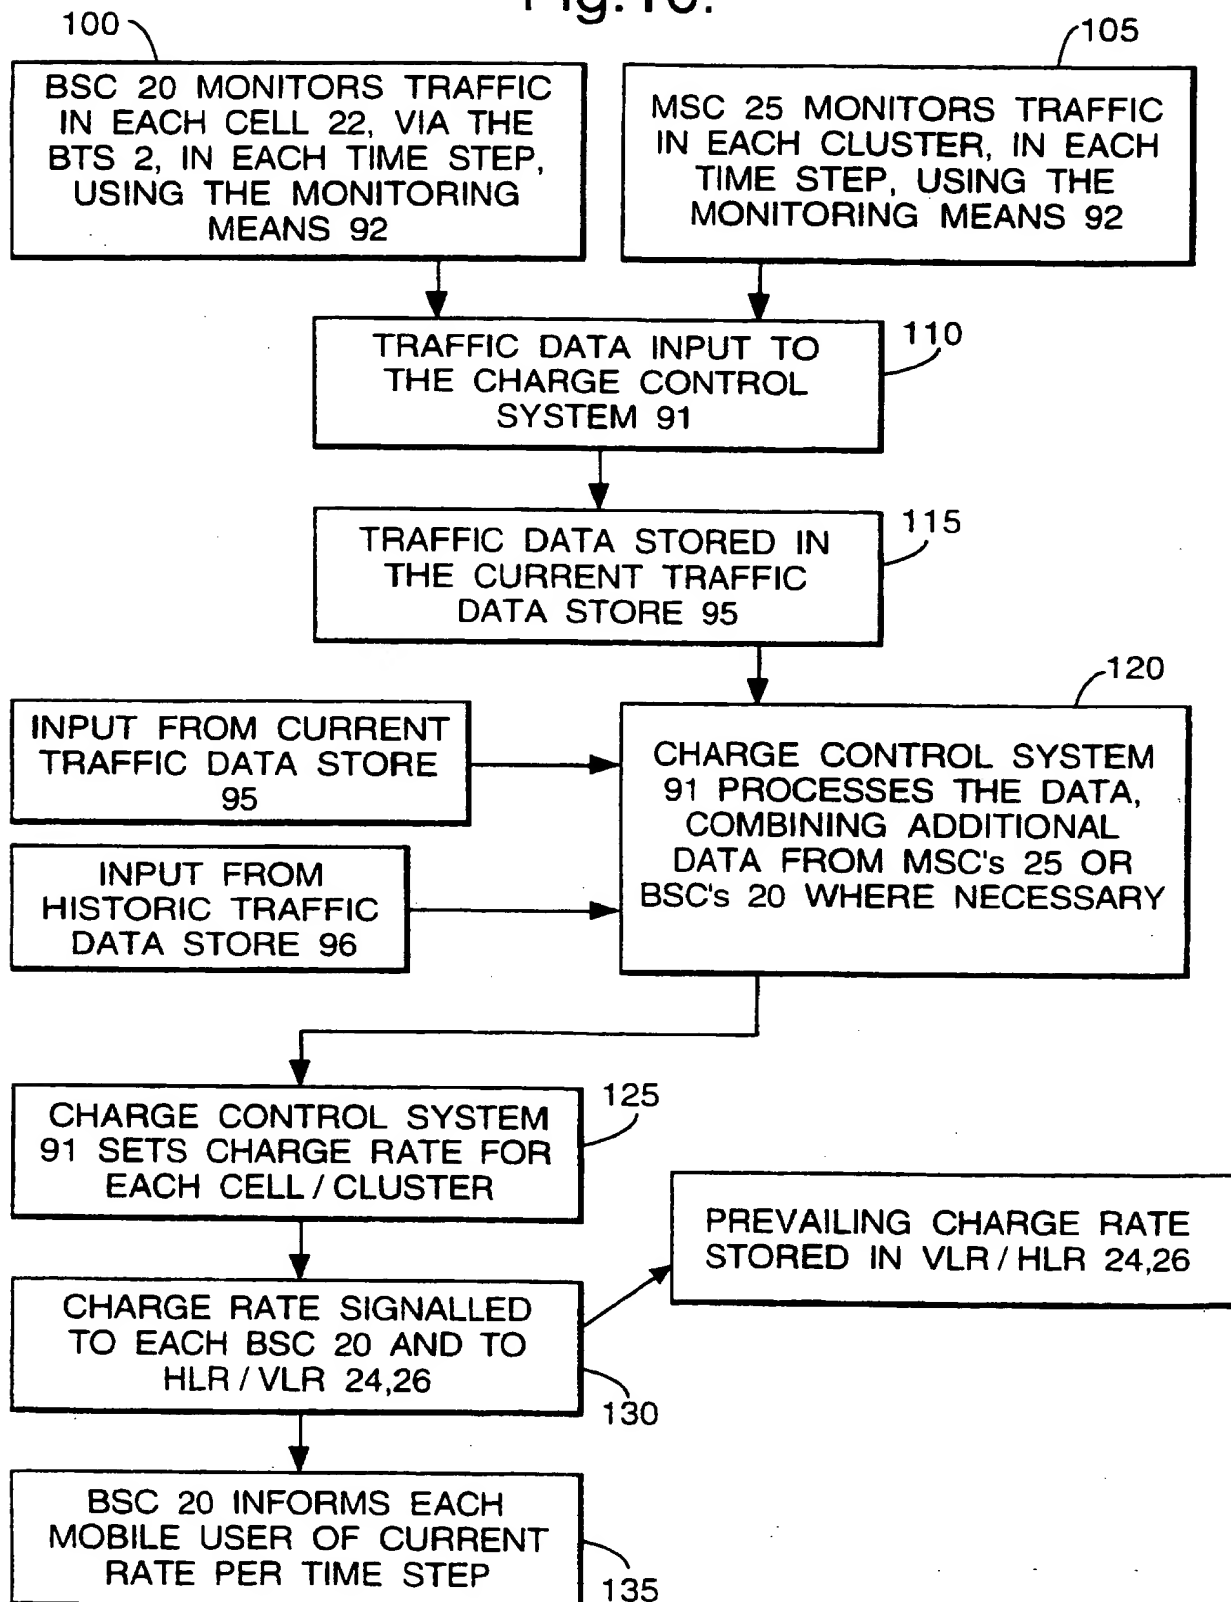 Fig.10.
100
105
BSC 20 MONITORS TRAFFIC
IN EACH CELL 22, VIA THE
BTS 2, IN EACH TIME STEP,
USING THE MONITORING
MEANS 92
MSC 25 MONITORS TRAFFIC
IN EACH CLUSTER, IN EACH
TIME STEP, USING THE
MONITORING MEANS 92
110
TRAFFIC DATA INPUT TO
THE CHARGE CONTROL
SYSTEM 91
115
TRAFFIC DATA STORED IN
THE CURRENT TRAFFIC
DATA STORE 95
120
INPUT FROM CURRENT
TRAFFIC DATA STORE
95
CHARGE CONTROL SYSTEM
91 PROCESSES THE DATA,
COMBINING ADDITIONAL
DATA FROM MSC's 25 OR
BSC's 20 WHERE NECESSARY
INPUT FROM
HISTORIC TRAFFIC
DATA STORE 96
125
CHARGE CONTROL SYSTEM
91 SETS CHARGE RATE FOR
EACH CELL / CLUSTER
PREVAILING CHARGE RATE
STORED IN VLR / HLR 24,26
CHARGE RATE SIGNALLED
TO EACH BSC 20 AND TO
HLR / VLR 24,26
130
BSC 20 INFORMS EACH
MOBILE USER OF CURRENT
RATE PER TIME STEP
135